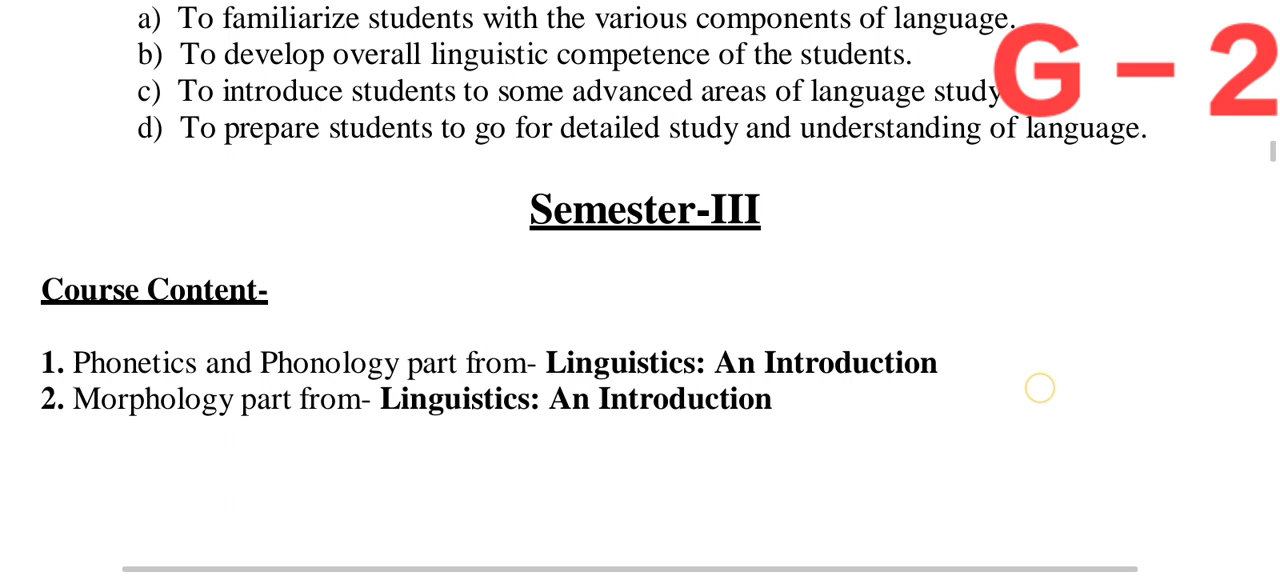 a) To familiarize students with the various components of language.
b) To develop overall linguistic competence of the students.
c) To introduce students to some advanced areas of language study
d) To prepare students to go for detailed study and understanding of language.
G – 2
Semester-III
Course Content-
1. Phonetics and Phonology part from- Linguistics: An Introduction
2. Morphology part from- Linguistics: An Introduction